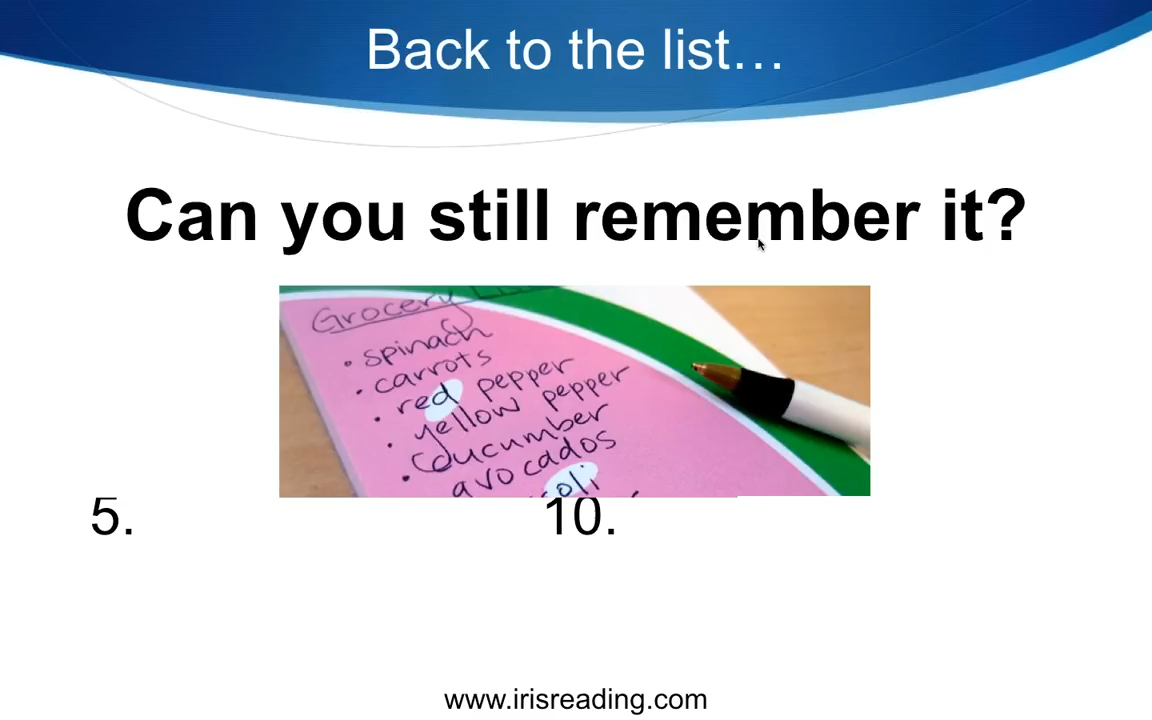 Back to the list…
Can you still remember it?
Grocery
• spinach
• carrots
• red pepper
• yellow pepper
• cucumber
avocados
oli
5.
10.
www.irisreading.com